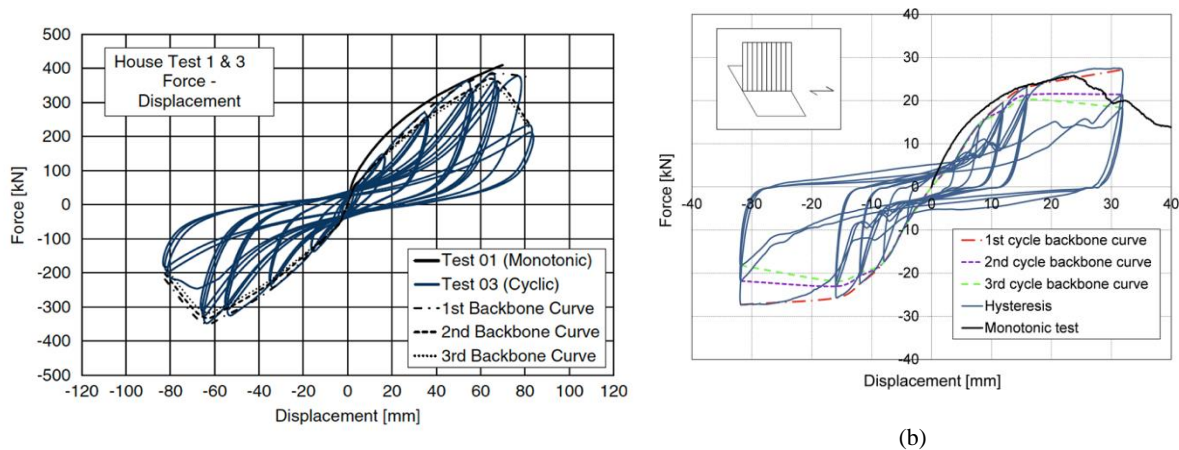 500
400
300
200
100
0
-100
-200
-300
-400
-500
Force [kN]
House Test 1 & 3
Force -
Displacement
Test 01 (Monotonic)
Test 03 (Cyclic)
1st Backbone Curve
2nd Backbone Curve
3rd Backbone Curve
-120 -100 -80 -60 -40 -20 0 20 40 60 80 100 120
Displacement [mm]
40
30
20
10
0
-10
-20
-30
-40
Force [kN]
-40 -30 -20 -10 0 10 20 30 40
1st cycle backbone curve
2nd cycle backbone curve
3rd cycle backbone curve
Hysteresis
Monotonic test
Displacement [mm]
(b)